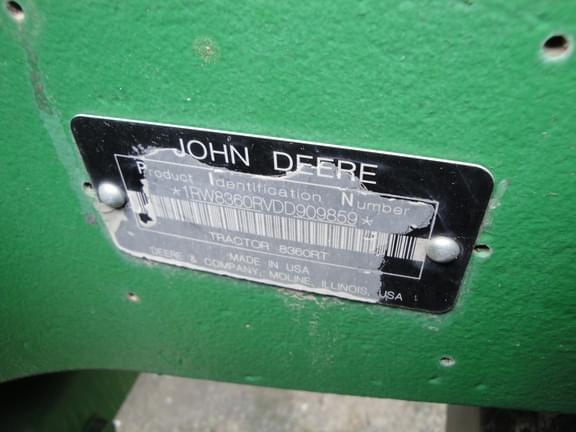 JOHN DEERE
Product Identification Number
*1RW8360RVDD909859*
TRACTOR 8360RT
MADE IN USA
DEERE & COMPANY, MOLINE, ILLINOIS, USA